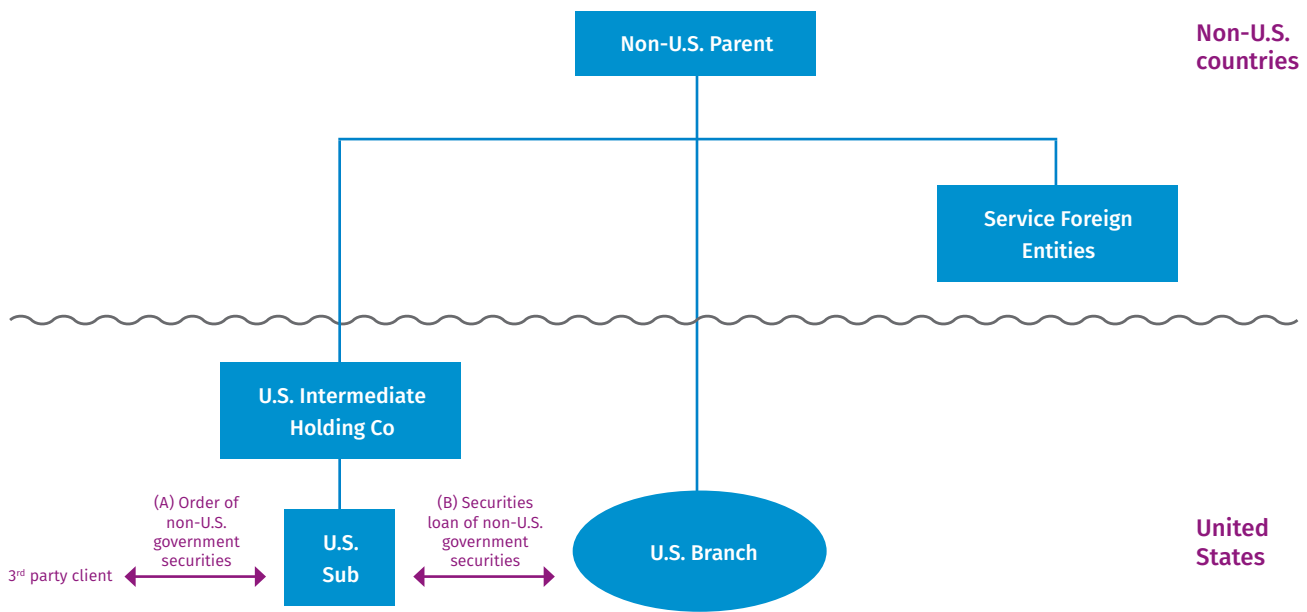 Non-U.S. Parent
Non-U.S.
countries
Service Foreign
Entities
U.S. Intermediate
Holding Co
(A) Order of
non-U.S.
government
securities
(B) Securities
loan of non-U.S.
government
securities
3rd party client
U.S.
Sub
U.S. Branch
United
States